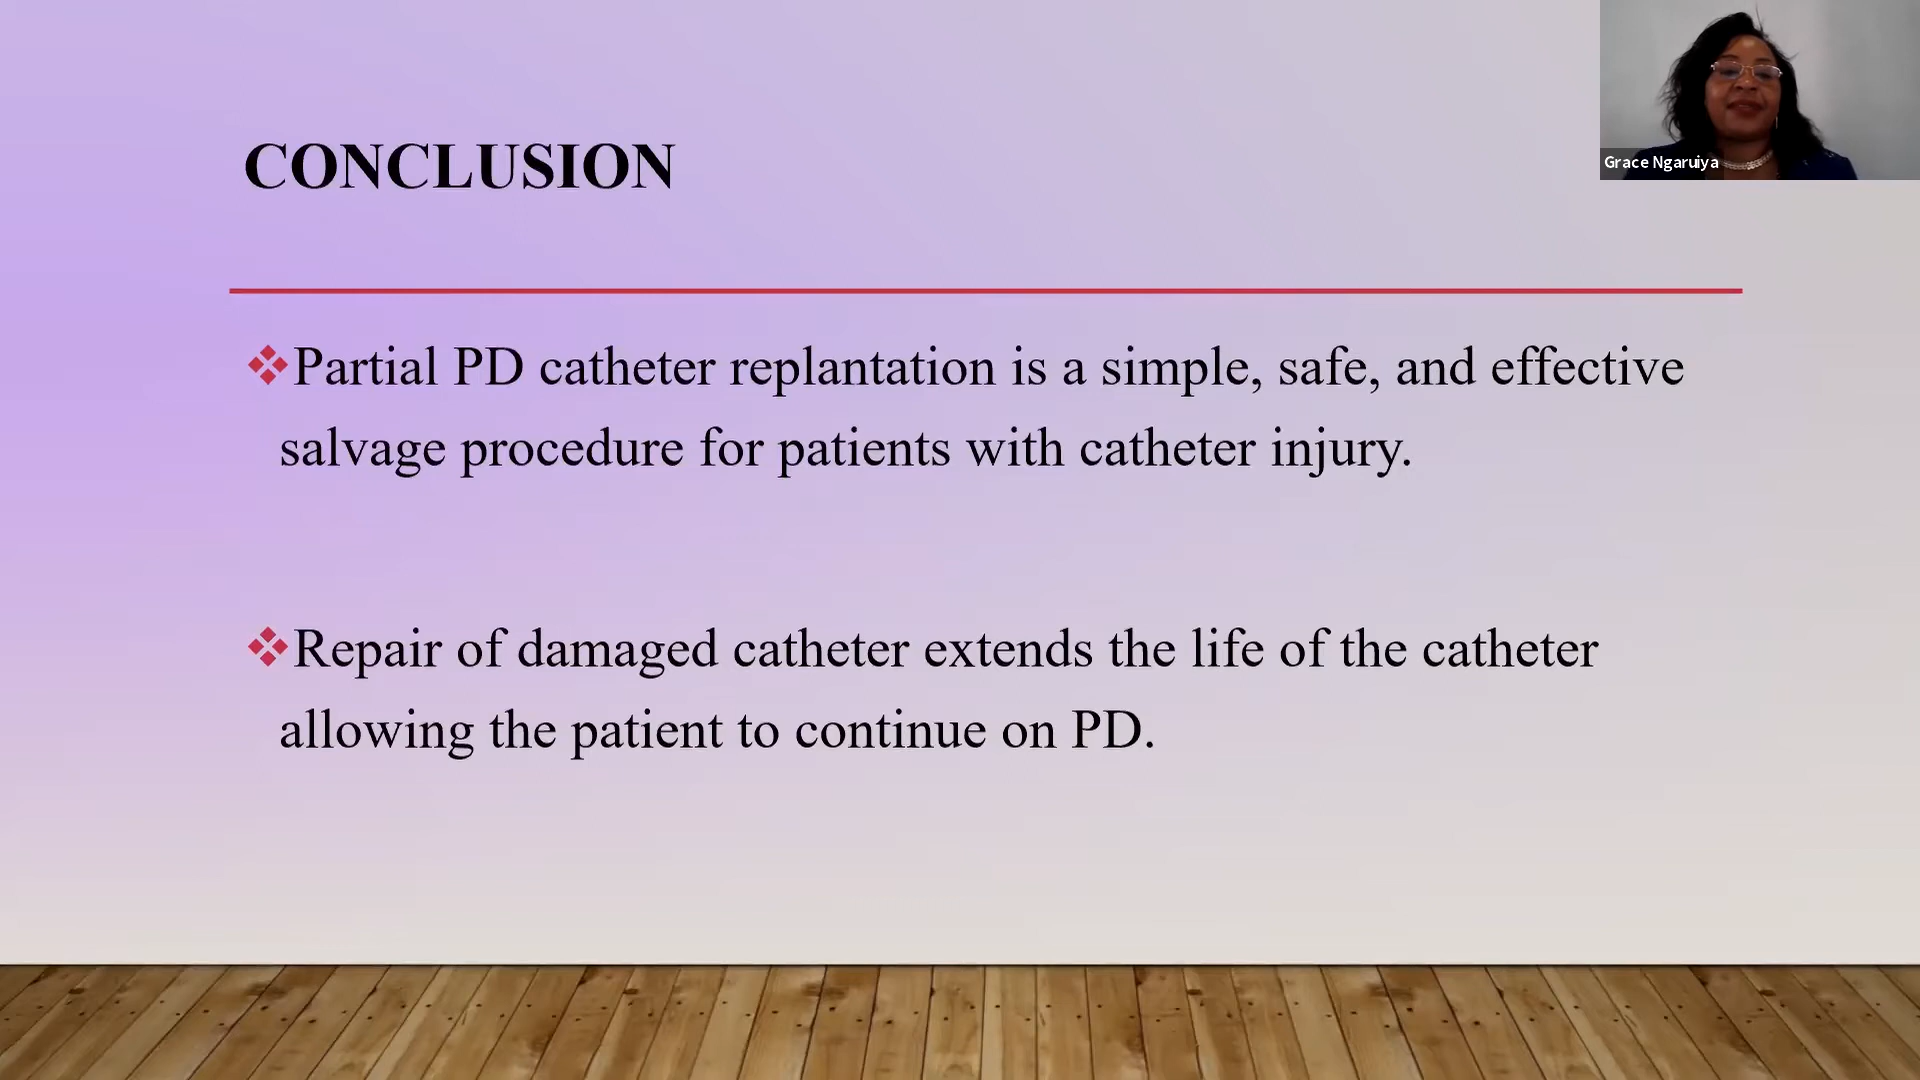 Grace Ngaruiya
CONCLUSION
❖Partial PD catheter replantation is a simple, safe, and effective
salvage procedure for patients with catheter injury.
❖Repair of damaged catheter extends the life of the catheter
allowing the patient to continue on PD.